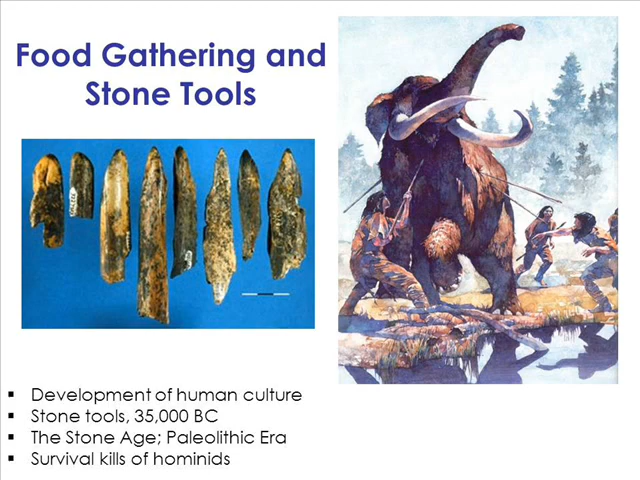 Food Gathering and
Stone Tools
Development of human culture
Stone tools, 35,000 BC
The Stone Age; Paleolithic Era
Survival kills of hominids